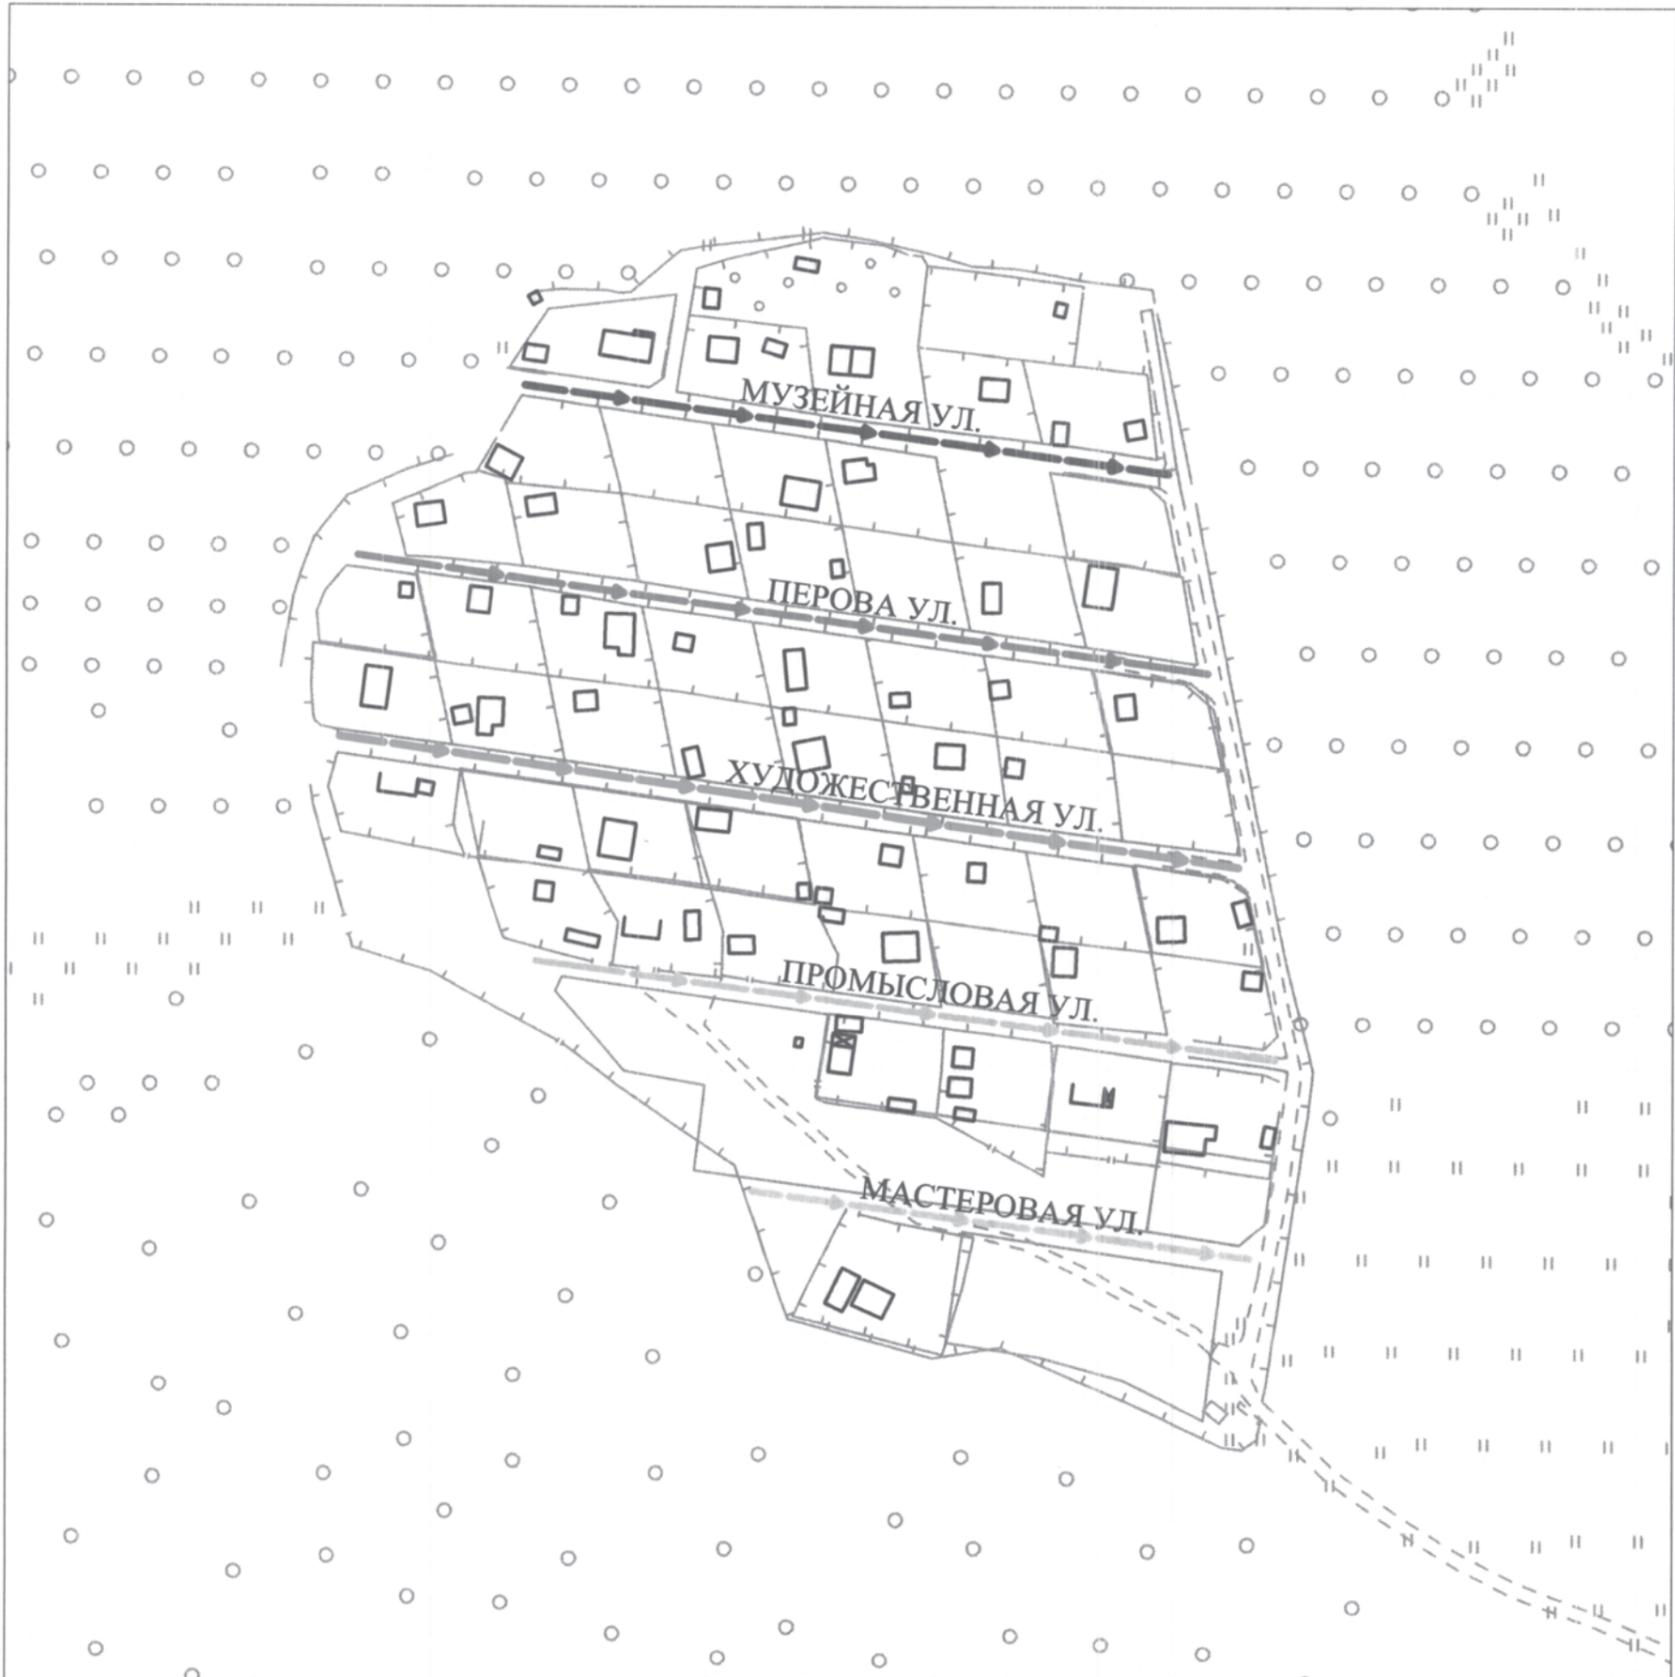 МУЗЕЙНАЯ УЛ.
ПЕРОВА УЛ.
ХУДОЖЕСТВЕННАЯ УЛ.
ПРОМЫСЛОВАЯ УЛ.
МАСТЕРОВАЯ УЛ.